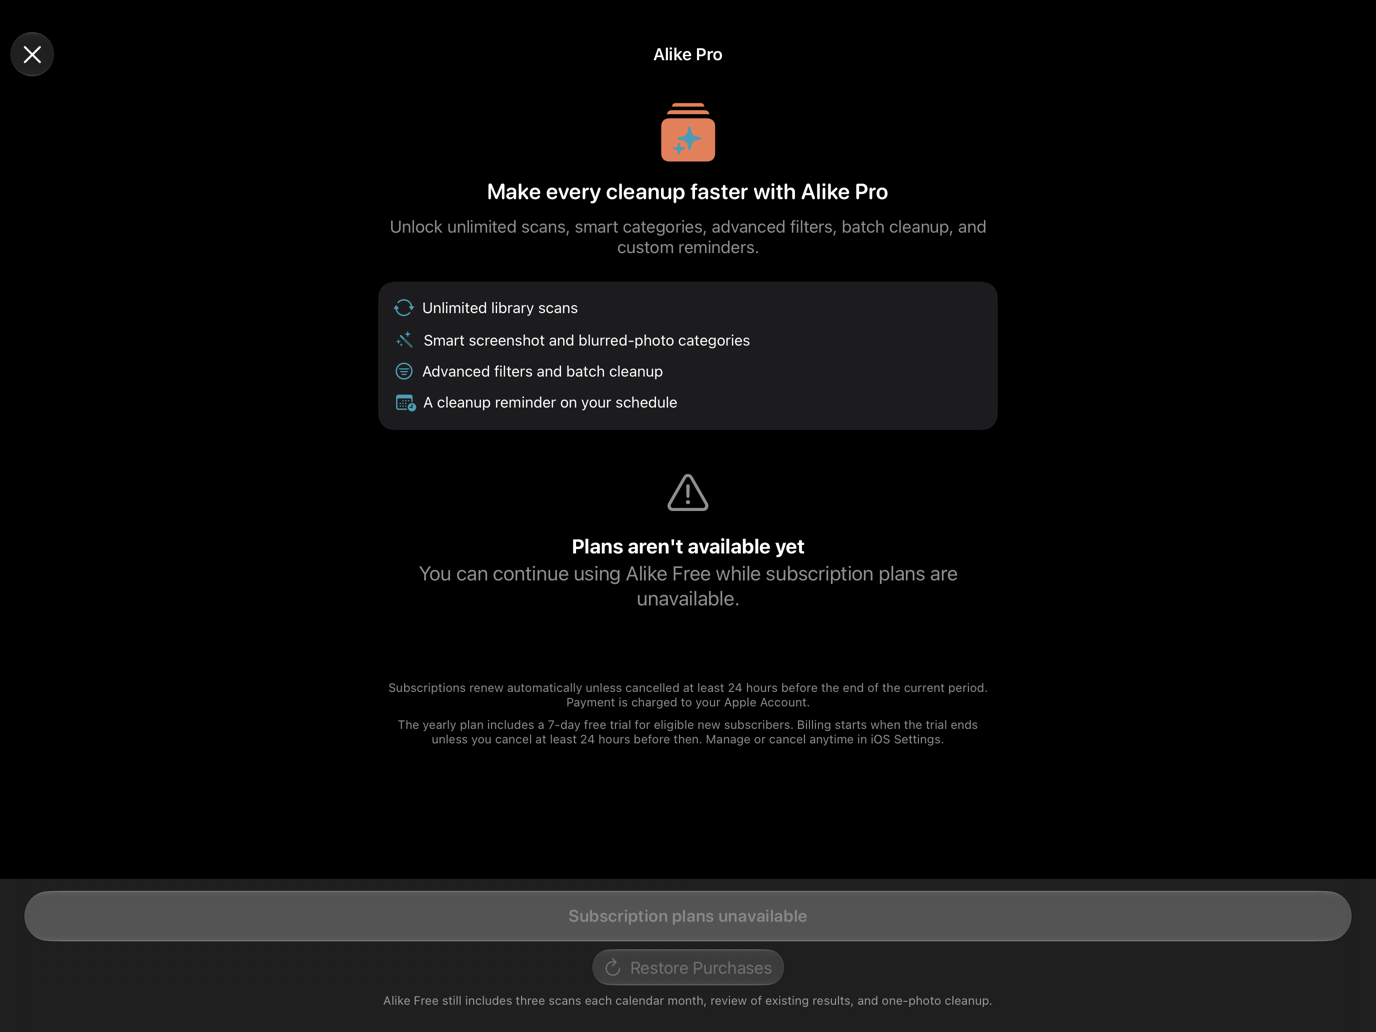 Alike Pro
Make every cleanup faster with Alike Pro
Unlock unlimited scans, smart categories, advanced filters, batch cleanup, and
custom reminders.
Unlimited library scans
Smart screenshot and blurred-photo categories
Advanced filters and batch cleanup
A cleanup reminder on your schedule
Plans aren't available yet
You can continue using Alike Free while subscription plans are
unavailable.
Subscriptions renew automatically unless cancelled at least 24 hours before the end of the current period.
Payment is charged to your Apple Account.
The yearly plan includes a 7-day free trial for eligible new subscribers. Billing starts when the trial ends
unless you cancel at least 24 hours before then. Manage or cancel anytime in iOS Settings.
Subscription plans unavailable
Restore Purchases
Alike Free still includes three scans each calendar month, review of existing results, and one-photo cleanup.